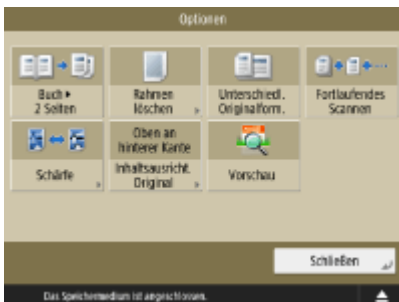 Optionen
Buch ▸
2 Seiten
Rahmen
löschen
Unterschiedl.
Originalform.
Fortlaufendes
Scannen
Schärfe
Oben an
hinterer Kante
Inhaltsausricht.
Original
Vorschau
Schließen
Das Speichermedium ist angeschlossen.